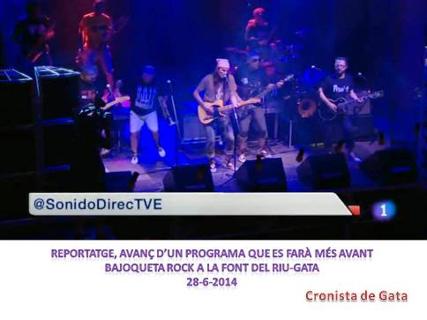 @SonidoDirecTVE
1
REPORTATGE, AVANÇ D'UN PROGRAMA QUE ES FARÀ MÉS AVANT
BAJOQUETA ROCK A LA FONT DEL RIU-GATA
28-6-2014
Cronista de Gata